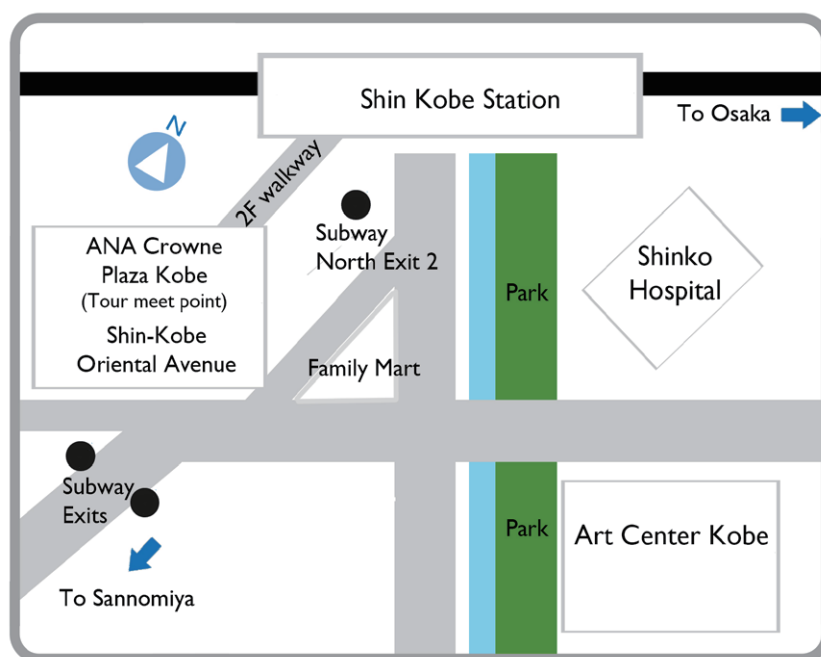 Shin Kobe Station
To Osaka
N
2F walkway
ANA Crowne
Plaza Kobe
(Tour meet point)
Shin-Kobe
Oriental Avenue
Subway
North Exit 2
Park
Shinko
Hospital
Family Mart
Subway
Exits
Park
Art Center Kobe
To Sannomiya